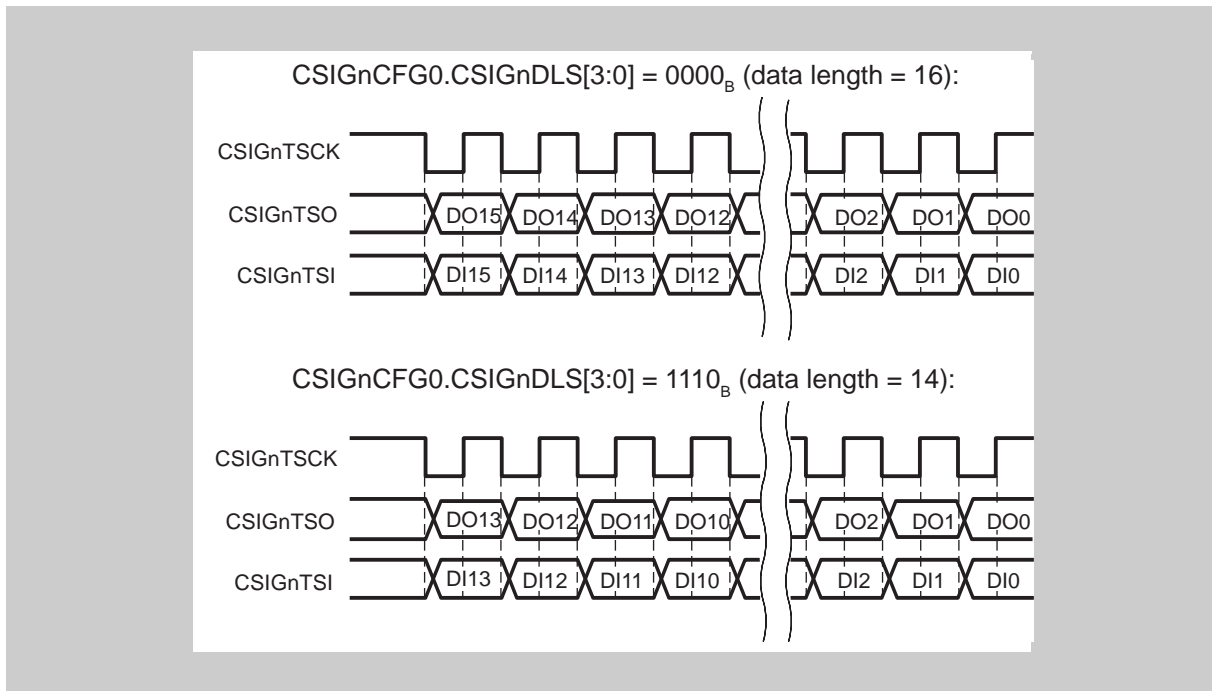 CSIGnCFG0.CSIGnDLS[3:0] = 0000B (data length = 16):
CSIGnTSCK
CSIGnTSO DO15 DO14 DO13 DO12 DO2 DO1 DO0
CSIGnTSI DI15 DI14 DI13 DI12 DI2 DI1 DI0
CSIGnCFG0.CSIGnDLS[3:0] = 1110B (data length = 14):
CSIGnTSCK
CSIGnTSO DO13 DO12 DO11 DO10 DO2 DO1 DO0
CSIGnTSI DI13 DI12 DI11 DI10 DI2 DI1 DI0